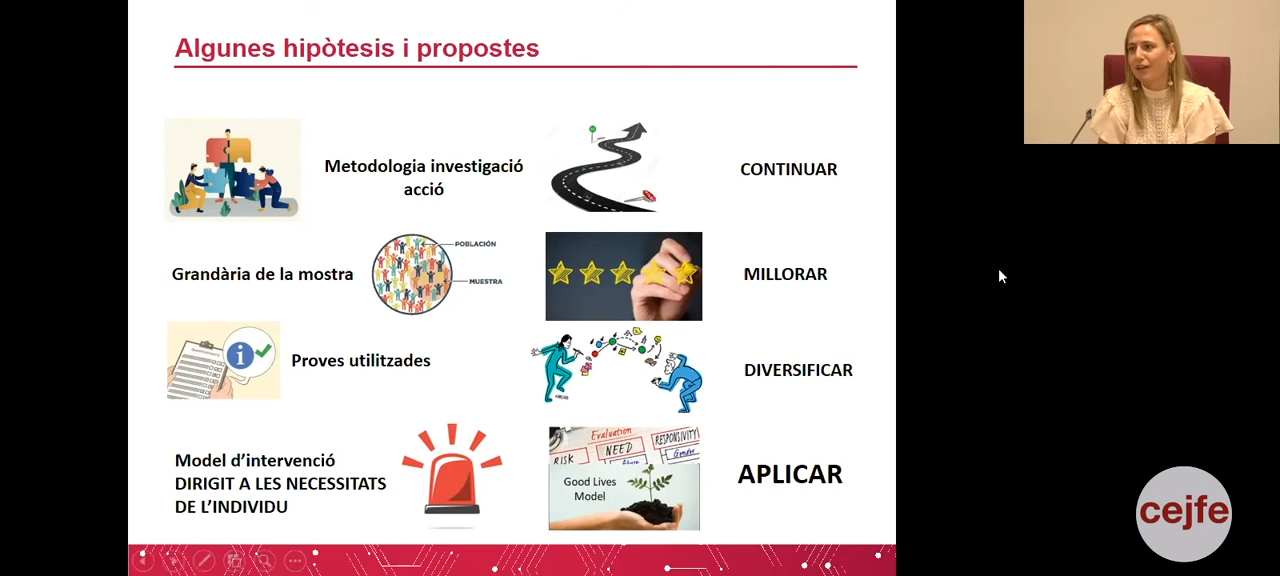 Algunes hipòtesis i propostes
Metodologia investigació
acció
CONTINUAR
POBLACIÓN
MUESTRA
Grandària de la mostra
MILLORAR
Proves utilitzades
DIVERSIFICAR
Evaluation
RISK
NEED
RESPONSIVITY
Good Lives
Model
Model d’intervenció
DIRIGIT A LES NECESSITATS
DE L’INDIVIDU
APLICAR
cejfe